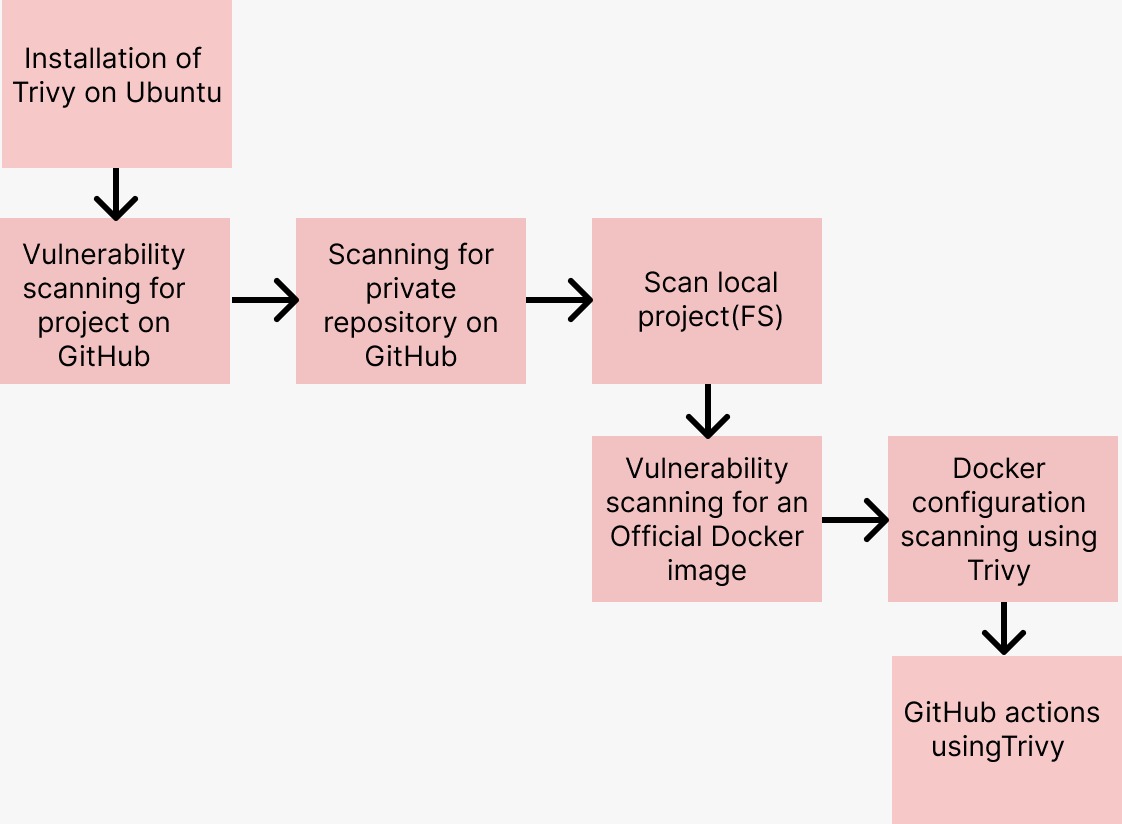 Installation of
Trivy on Ubuntu
Vulnerability
scanning for
project on
GitHub
Scanning for
private
repository on
GitHub
Scan local
project(FS)
Vulnerability
scanning for an
Official Docker
image
Docker
configuration
scanning using
Trivy
GitHub actions
usingTrivy